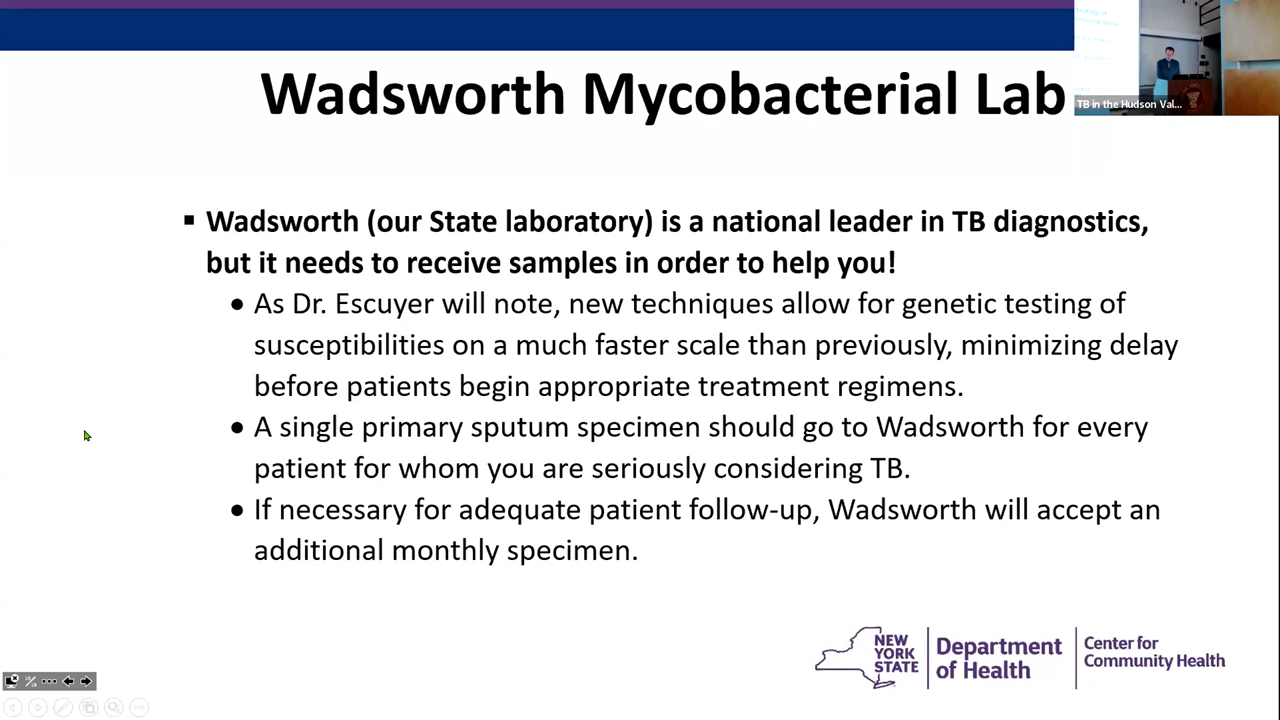 Wadsworth Mycobacterial Lab
TB in the Hudson Val...
▪ Wadsworth (our State laboratory) is a national leader in TB diagnostics,
but it needs to receive samples in order to help you!
• As Dr. Escuyer will note, new techniques allow for genetic testing of
susceptibilities on a much faster scale than previously, minimizing delay
before patients begin appropriate treatment regimens.
• A single primary sputum specimen should go to Wadsworth for every
patient for whom you are seriously considering TB.
• If necessary for adequate patient follow-up, Wadsworth will accept an
additional monthly specimen.
NEW
YORK
STATE
Department
of Health
Center for
Community Health